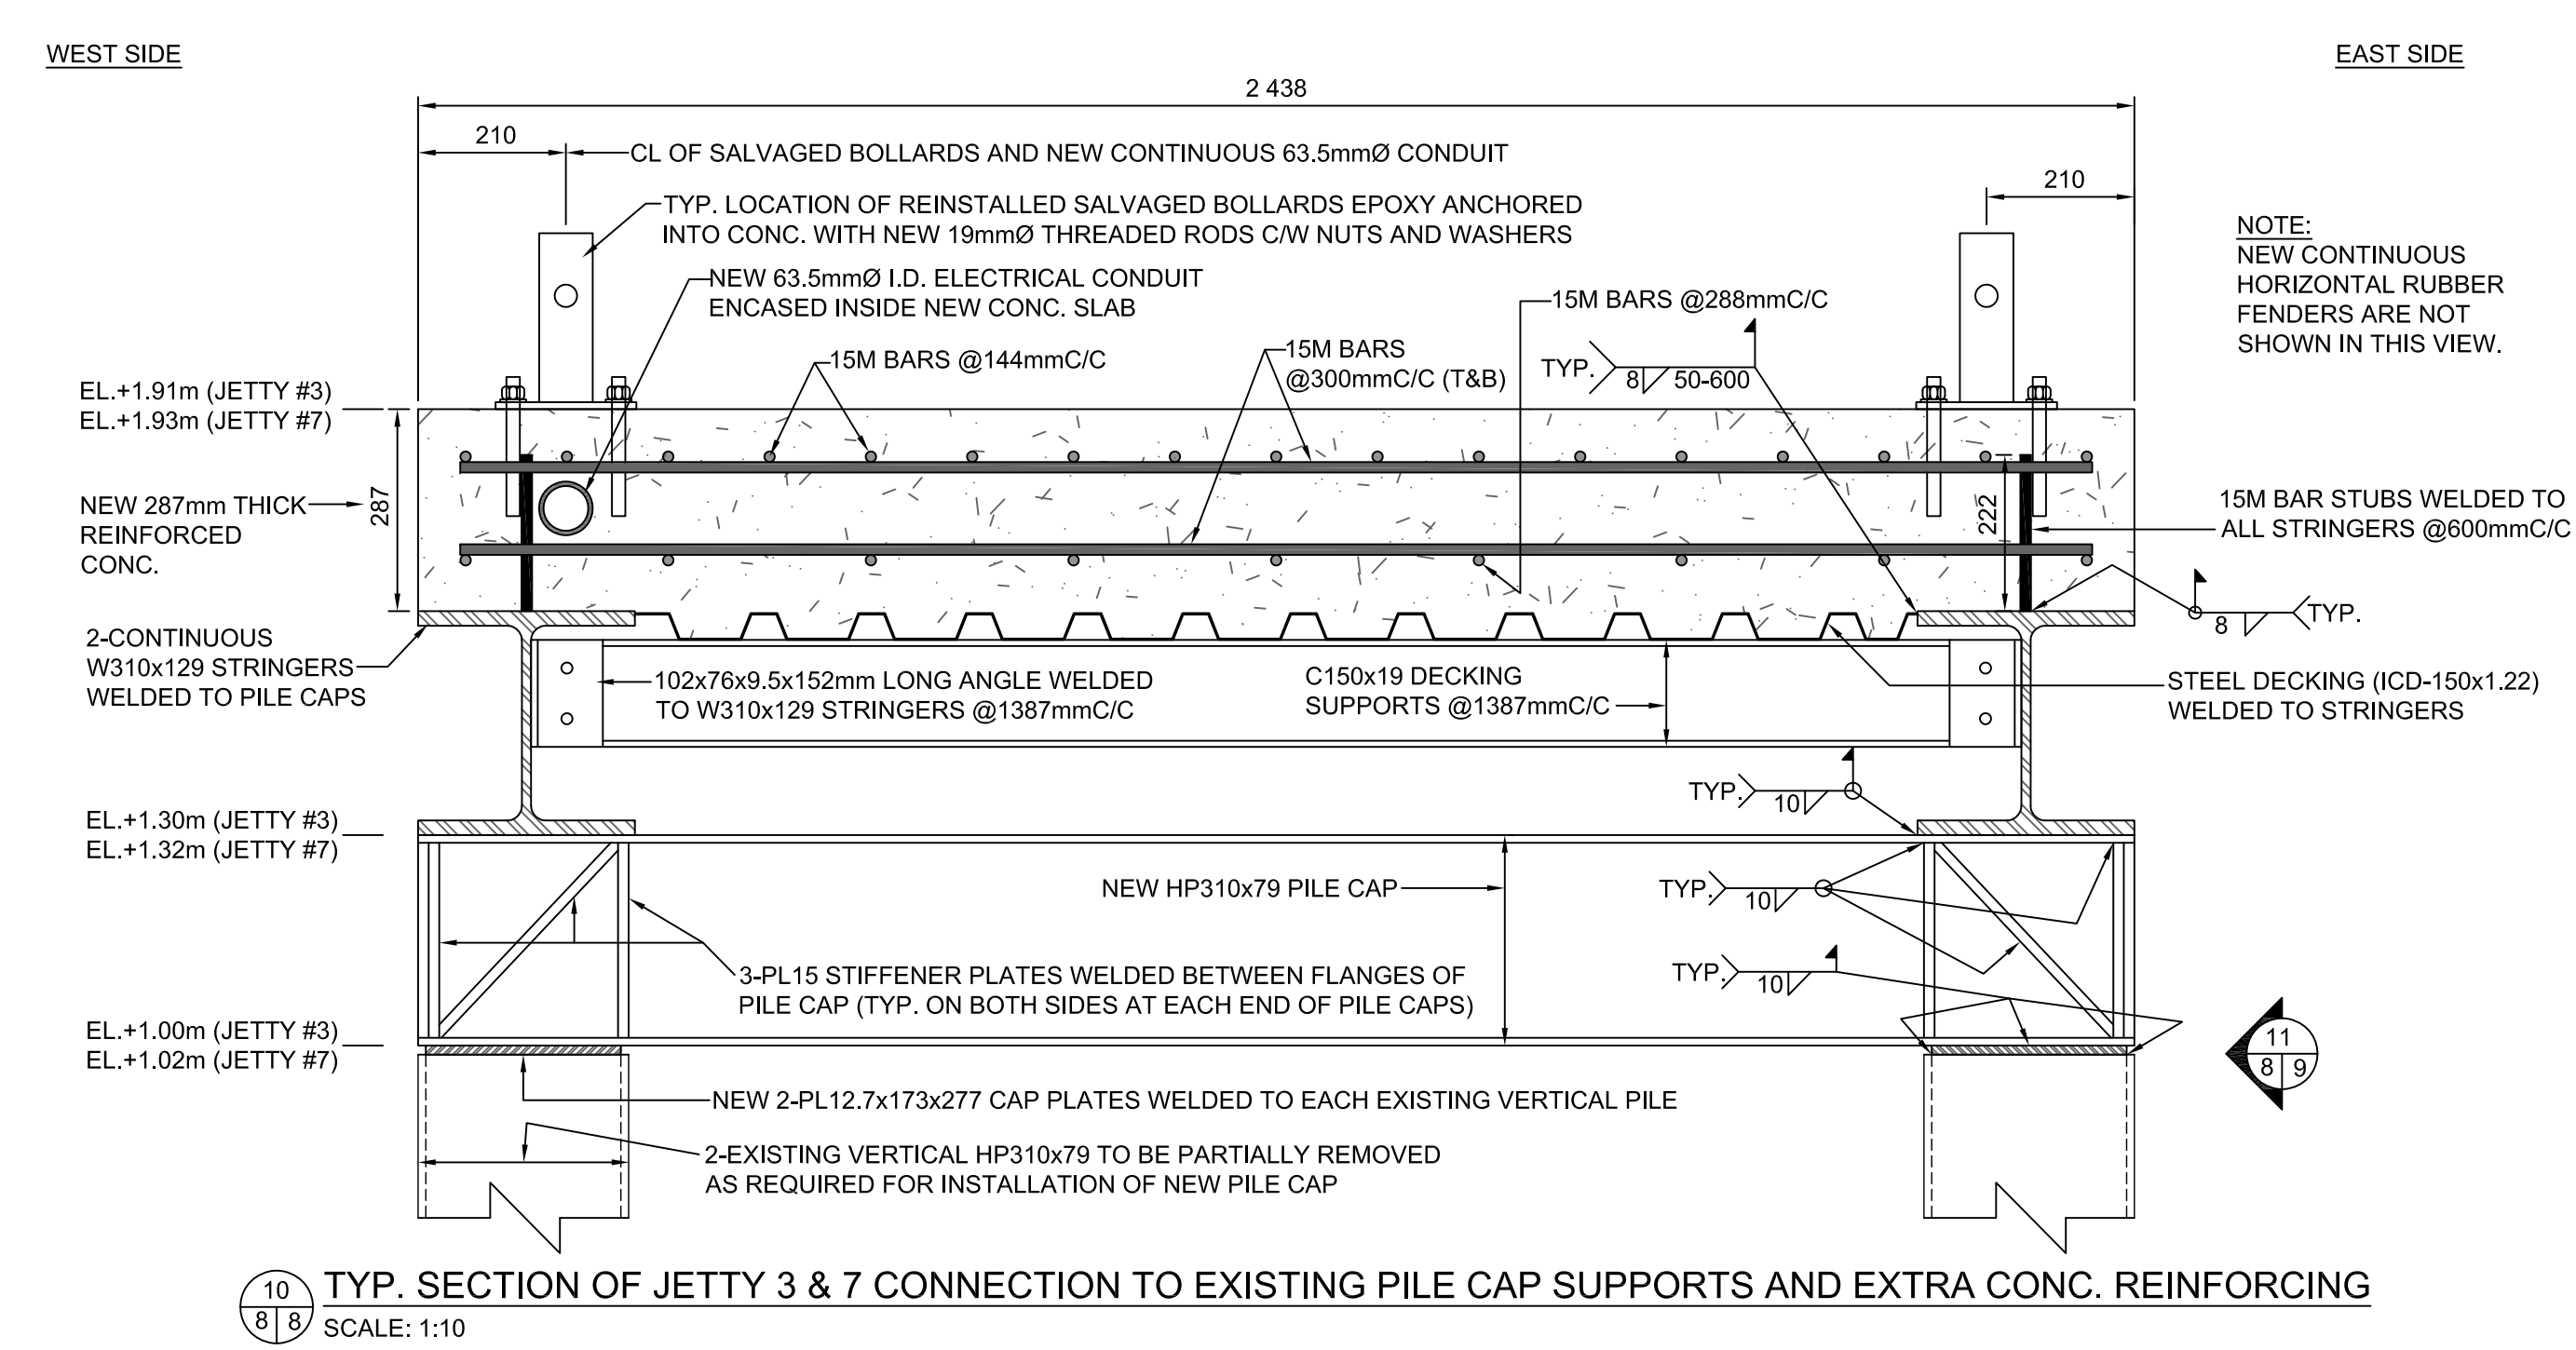 WEST SIDE
EAST SIDE
2 438
210
CL OF SALVAGED BOLLARDS AND NEW CONTINUOUS 63.5mmØ CONDUIT
210
TYP. LOCATION OF REINSTALLED SALVAGED BOLLARDS EPOXY ANCHORED
INTO CONC. WITH NEW 19mmØ THREADED RODS C/W NUTS AND WASHERS
NOTE:
NEW CONTINUOUS
HORIZONTAL RUBBER
FENDERS ARE NOT
SHOWN IN THIS VIEW.
NEW 63.5mmØ I.D. ELECTRICAL CONDUIT
ENCASED INSIDE NEW CONC. SLAB
15M BARS @288mmC/C
15M BARS @144mmC/C
15M BARS
@300mmC/C (T&B)
TYP.
8 50-600
EL.+1.91m (JETTY #3)
EL.+1.93m (JETTY #7)
287
NEW 287mm THICK
REINFORCED
CONC.
222
15M BAR STUBS WELDED TO
ALL STRINGERS @600mmC/C
8
TYP.
2-CONTINUOUS
W310x129 STRINGERS
WELDED TO PILE CAPS
102x76x9.5x152mm LONG ANGLE WELDED
TO W310x129 STRINGERS @1387mmC/C
C150x19 DECKING
SUPPORTS @1387mmC/C
STEEL DECKING (ICD-150x1.22)
WELDED TO STRINGERS
TYP.
10
EL.+1.30m (JETTY #3)
EL.+1.32m (JETTY #7)
NEW HP310x79 PILE CAP
TYP.
10
3-PL15 STIFFENER PLATES WELDED BETWEEN FLANGES OF
PILE CAP (TYP. ON BOTH SIDES AT EACH END OF PILE CAPS)
TYP.
10
EL.+1.00m (JETTY #3)
EL.+1.02m (JETTY #7)
11
8 9
NEW 2-PL12.7x173x277 CAP PLATES WELDED TO EACH EXISTING VERTICAL PILE
2-EXISTING VERTICAL HP310x79 TO BE PARTIALLY REMOVED
AS REQUIRED FOR INSTALLATION OF NEW PILE CAP
10
8 8
TYP. SECTION OF JETTY 3 & 7 CONNECTION TO EXISTING PILE CAP SUPPORTS AND EXTRA CONC. REINFORCING
SCALE: 1:10